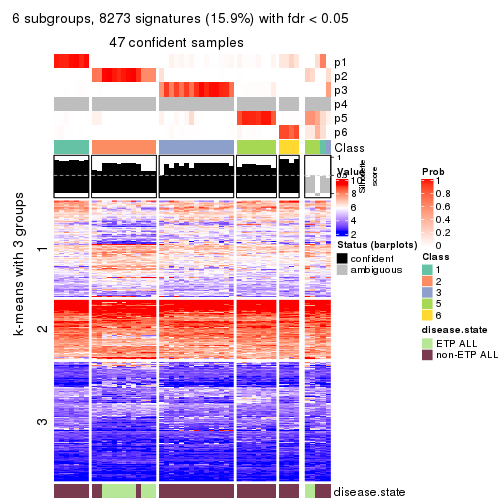 6 subgroups, 8273 signatures (15.9%) with fdr < 0.05
47 confident samples
p1
p2
p3
p4
p5
p6
Class
1
0.5
Silhouette
score
k-means with 3 groups
1
2
3
disease.state
Value
10
8
6
4
2
Status (barplots)
confident
ambiguous
Prob
1
0.8
0.6
0.4
0.2
0
Class
1
2
3
5
6
disease.state
ETP ALL
non-ETP ALL